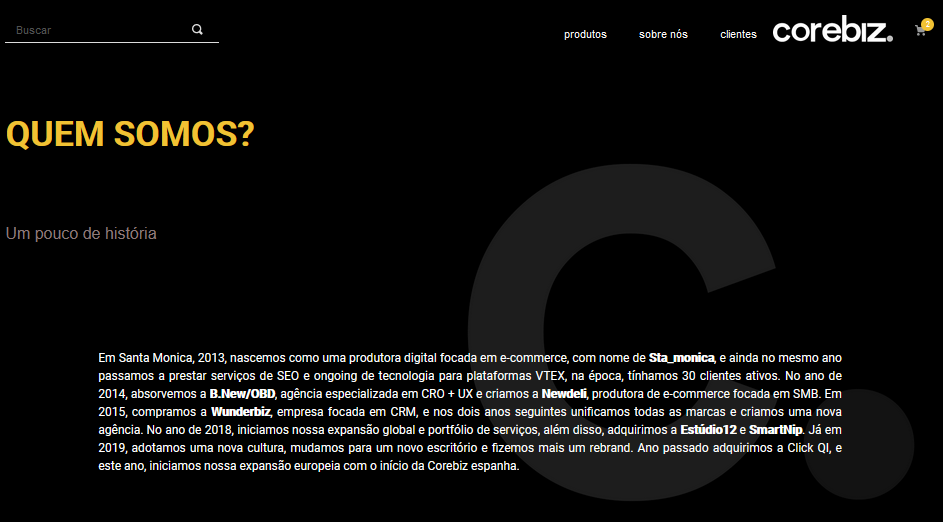 Buscar
produtos
sobre nós
clientes
corebiz.
2
QUEM SOMOS?
Um pouco de história
C.
Em Santa Monica, 2013, nascemos como uma produtora digital focada em e-commerce, com nome de Sta_monica, e ainda no mesmo ano
passamos a prestar serviços de SEO e ongoing de tecnologia para plataformas VTEX, na época, tínhamos 30 clientes ativos. No ano de
2014, absorvemos a B.New/OBD, agência especializada em CRO + UX e criamos a Newdeli, produtora de e-commerce focada em SMB. Em
2015, compramos a Wunderbiz, empresa focada em CRM, e nos dois anos seguintes unificamos todas as marcas e criamos uma nova
agência. No ano de 2018, iniciamos nossa expansão global e portfólio de serviços, além disso, adquirimos a Estúdio12 e SmartNip. Já em
2019, adotamos uma nova cultura, mudamos para um novo escritório e fizemos mais um rebrand. Ano passado adquirimos a Click QI, e
este ano, iniciamos nossa expansão europeia com o início da Corebiz espanha.